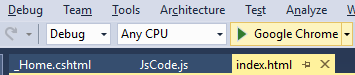 Debug Team Tools Architecture Test Analyze
Debug Any CPU Google Chrome
_Home.cshtml JsCode.js index.html